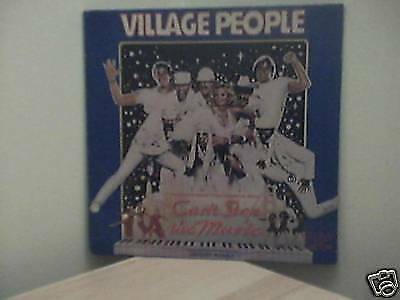 VILLAGE PEOPLE
Can't Stop
the Music